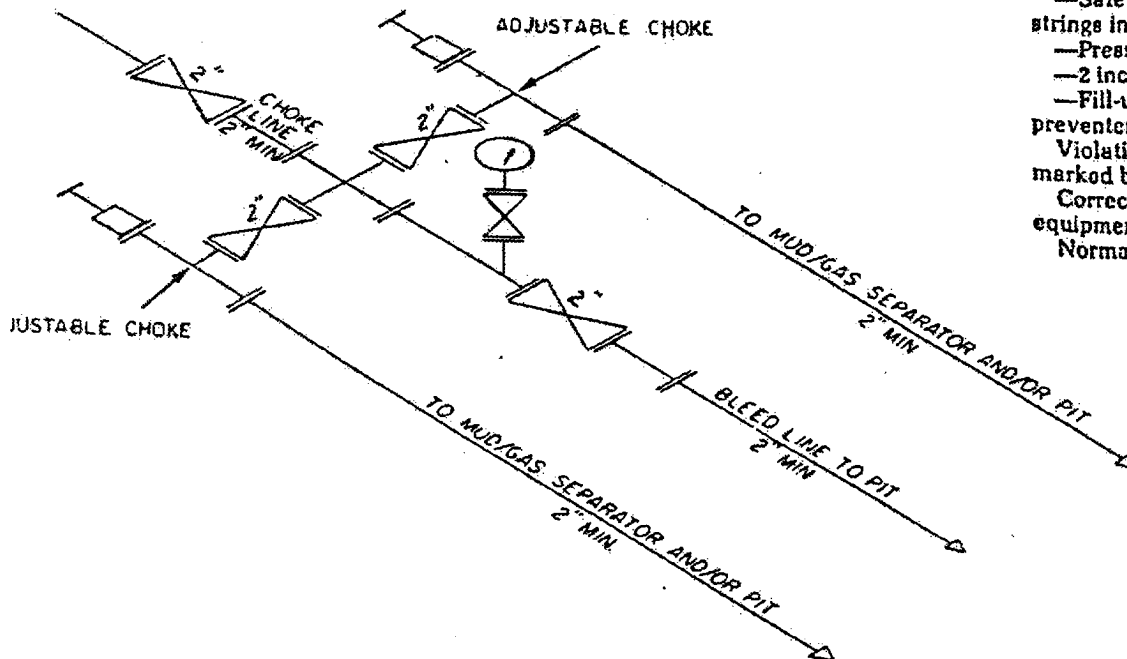 ADJUSTABLE CHOKE
2"
CHOKE
LINE
2" MIN
2"
2"
2"
JUSTABLE CHOKE
TO MUD/GAS SEPARATOR AND/OR PIT
2" MIN
BLEED LINE TO PIT
2" MIN
TO MUD/GAS SEPARATOR AND/OR PIT
2" MIN.
—Safe
strings in
—Press
—2 inc
—Fill-u
preventer
Violati
marked b
Correc
equipmen
Norma